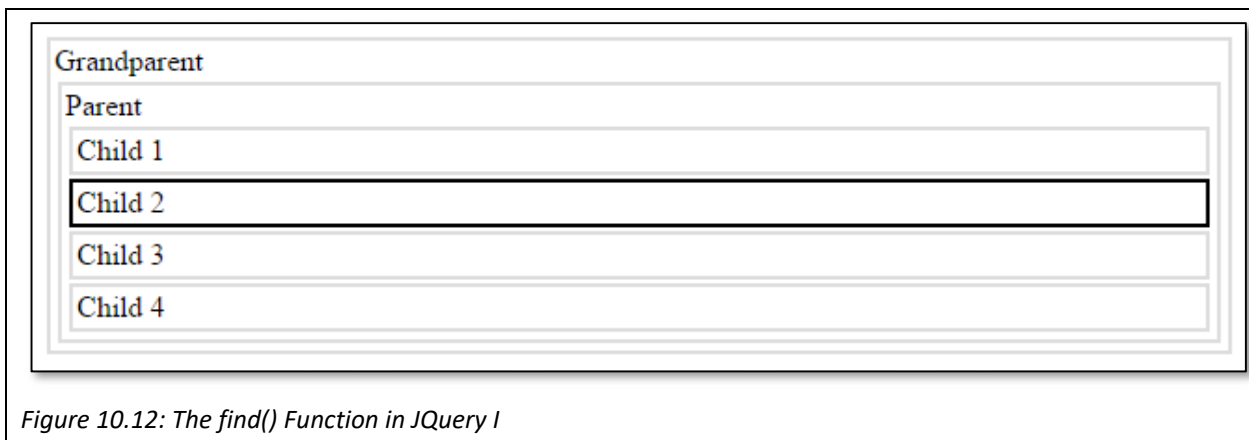 Grandparent
Parent
Child 1
Child 2
Child 3
Child 4
Figure 10.12: The find() Function in JQuery I